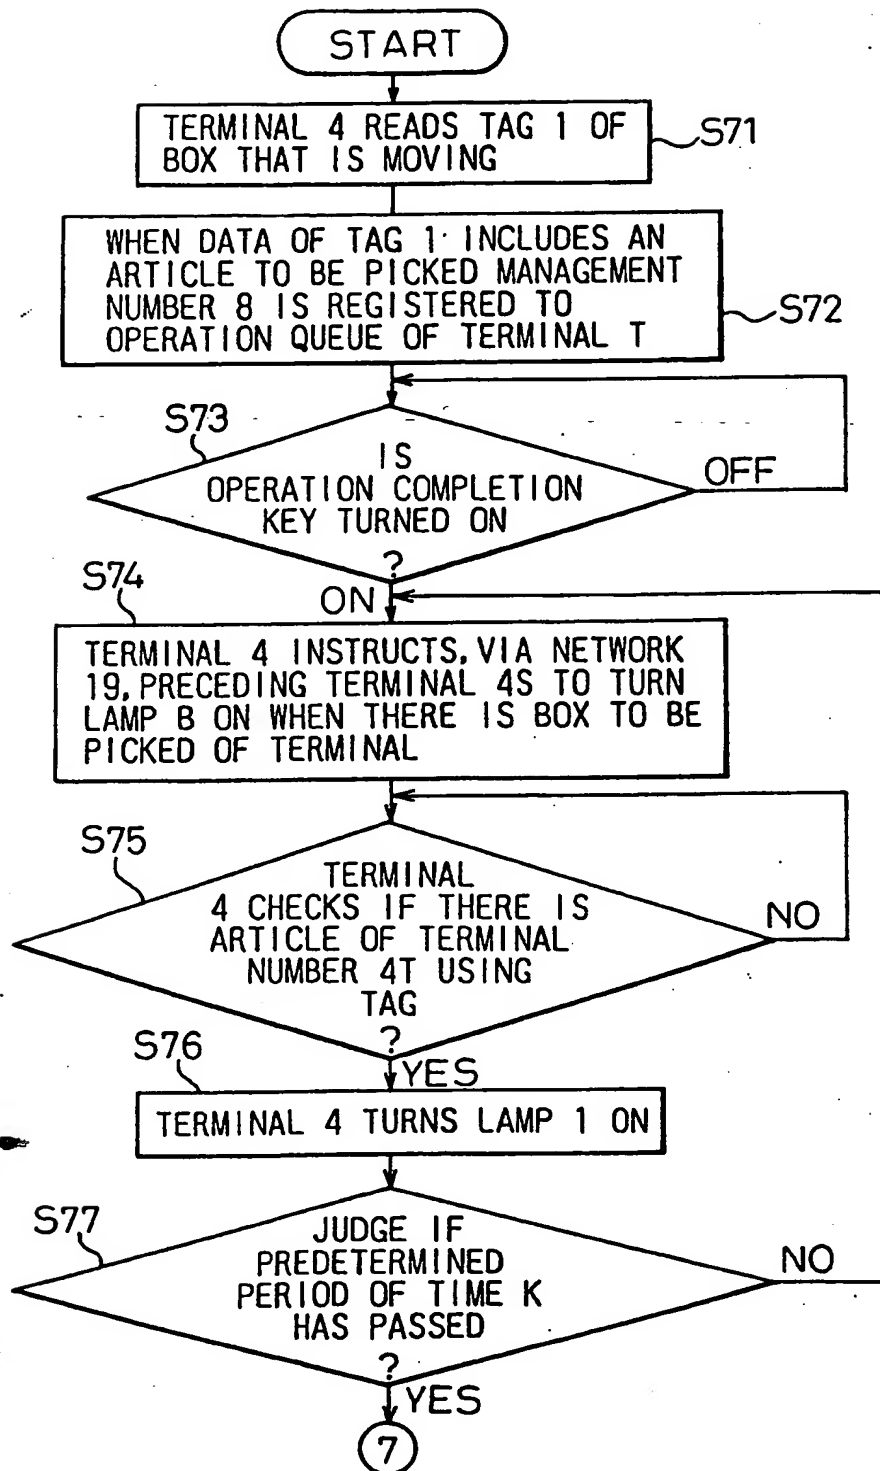 START
TERMINAL 4 READS TAG 1 OF
BOX THAT IS MOVING
S71
WHEN DATA OF TAG 1 INCLUDES AN
ARTICLE TO BE PICKED MANAGEMENT
NUMBER 8 IS REGISTERED TO
OPERATION QUEUE OF TERMINAL T
S72
S73
IS
OPERATION COMPLETION
KEY TURNED ON
?
OFF
ON
S74
TERMINAL 4 INSTRUCTS, VIA NETWORK
19, PRECEDING TERMINAL 4S TO TURN
LAMP B ON WHEN THERE IS BOX TO BE
PICKED OF TERMINAL
S75
TERMINAL
4 CHECKS IF THERE IS
ARTICLE OF TERMINAL
NUMBER 4T USING
TAG
?
NO
YES
S76
TERMINAL 4 TURNS LAMP 1 ON
S77
JUDGE IF
PREDETERMINED
PERIOD OF TIME K
HAS PASSED
?
NO
YES
7